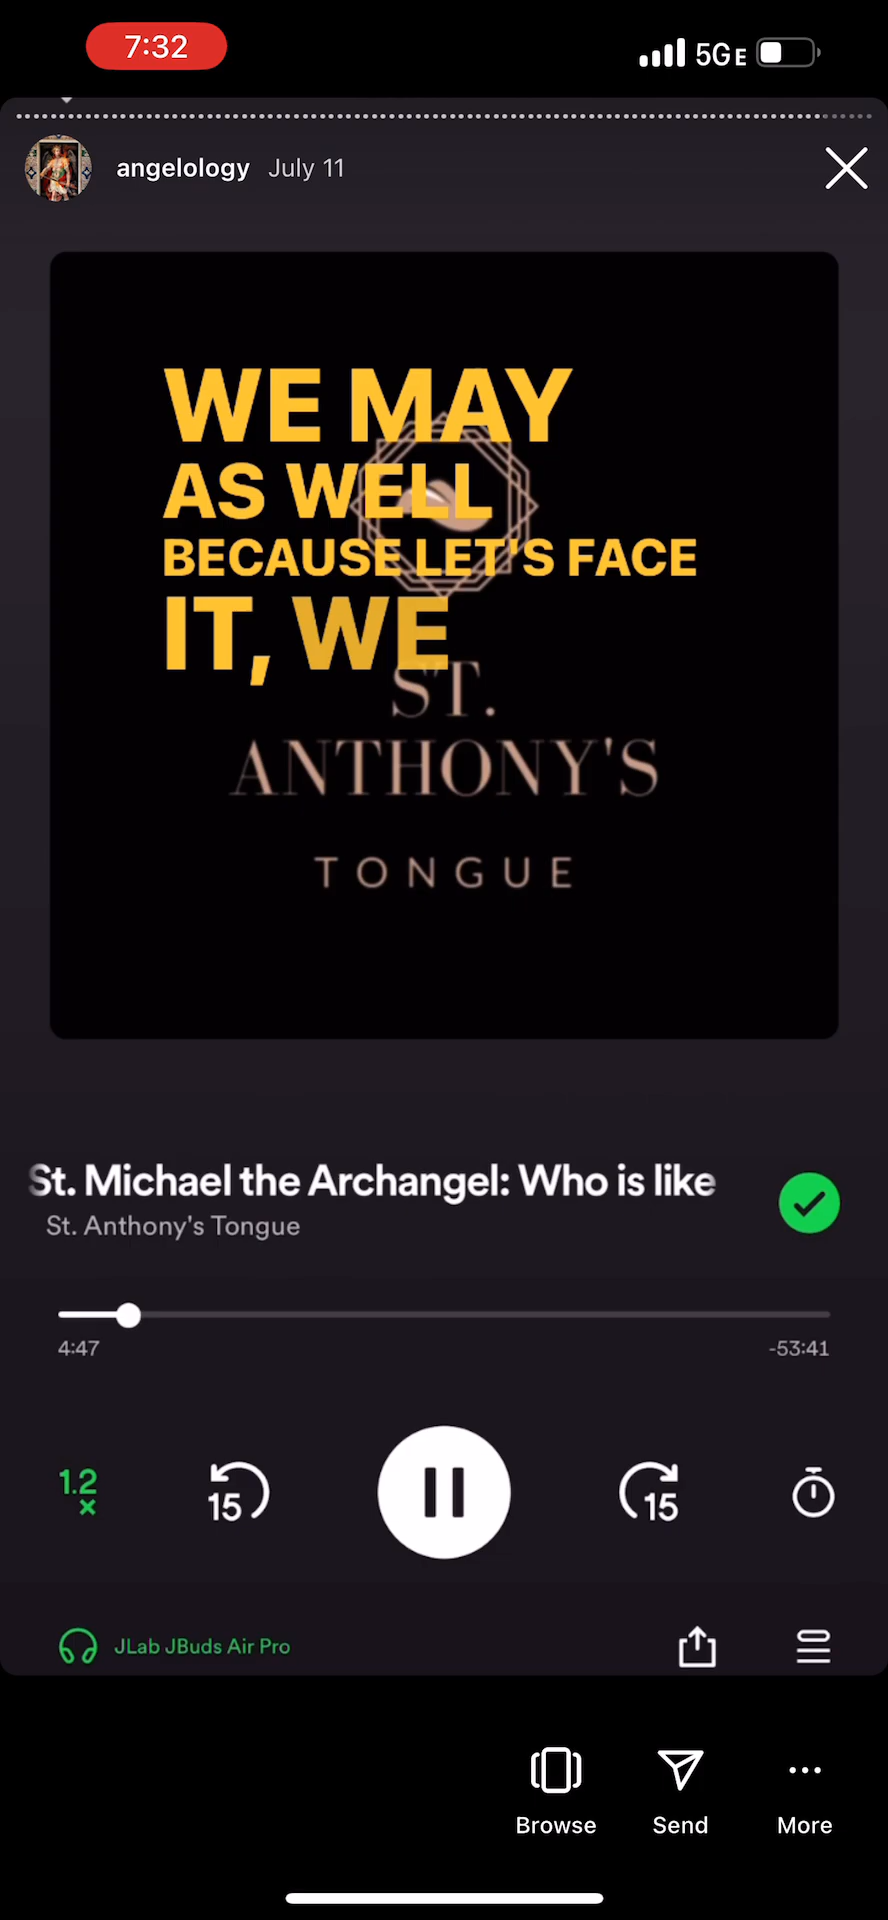 7:32
5GE
angelology July 11
WE MAY
AS WELL
BECAUSE LET'S FACE
IT, WE
ST.
ANTHONY'S
TONGUE
St. Michael the Archangel: Who is like
St. Anthony's Tongue
4:47 -53:41
1.2x 15 15
JLab JBuds Air Pro
Browse Send More